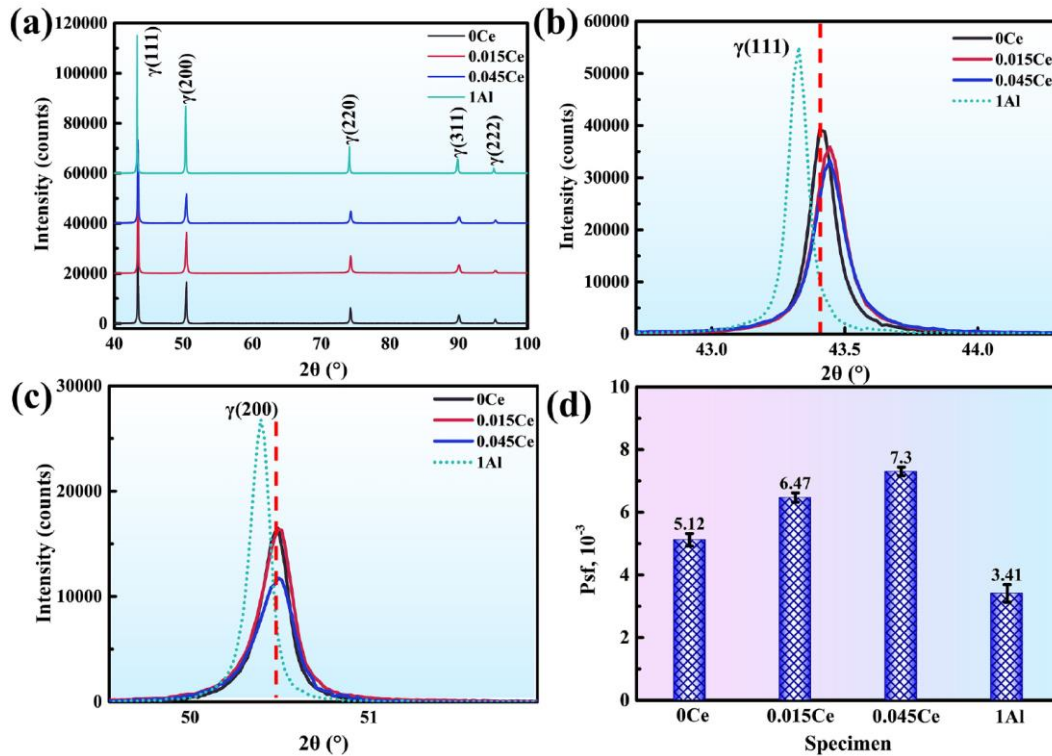 (a)
120000
100000
80000
60000
40000
20000
0
Intensity (counts)
γ(111)
γ(200)
γ(220)
γ(311)
γ(222)
0Ce
0.015Ce
0.045Ce
1Al
40 50 60 70 80 90 100
2θ (°)
(b)
60000
50000
40000
30000
20000
10000
0
Intensity (counts)
γ(111)
0Ce
0.015Ce
0.045Ce
1Al
43.0 43.5 44.0
2θ (°)
(c)
30000
20000
10000
0
Intensity (counts)
γ(200)
0Ce
0.015Ce
0.045Ce
1Al
50 51
2θ (°)
(d)
10
8
6
4
2
0
Psf, 10⁻³
5.12
6.47
7.3
3.41
0Ce 0.015Ce 0.045Ce 1Al
Specimen